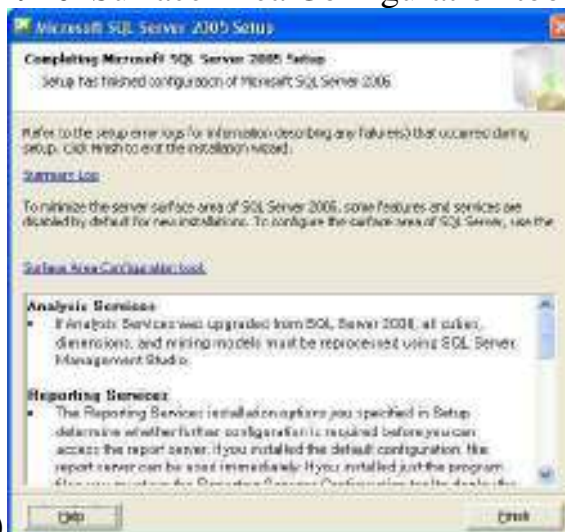 Microsoft SQL Server 2005 Setup
Completing Microsoft SQL Server 2005 Setup
Setup has finished configuration of Microsoft SQL Server 2005
Refer to the setup error logs for information describing any failure(s) that occurred during
setup. Click Finish to exit the installation wizard.
Summary Log
To minimize the server surface area of SQL Server 2005, some features and services are
disabled by default for new installations. To configure the surface area of SQL Server, use the
Surface Area Configuration tool.
Analysis Services
• If Analysis Services was upgraded from SQL Server 2000, all cubes,
dimensions, and mining models must be reprocessed using SQL Server
Management Studio.
Reporting Services
• The Reporting Services installation options you specified in Setup
determine whether further configuration is required before you can
access the report server. If you installed the default configuration, the
report server can be used immediately. If you installed just the program
Help
Finish